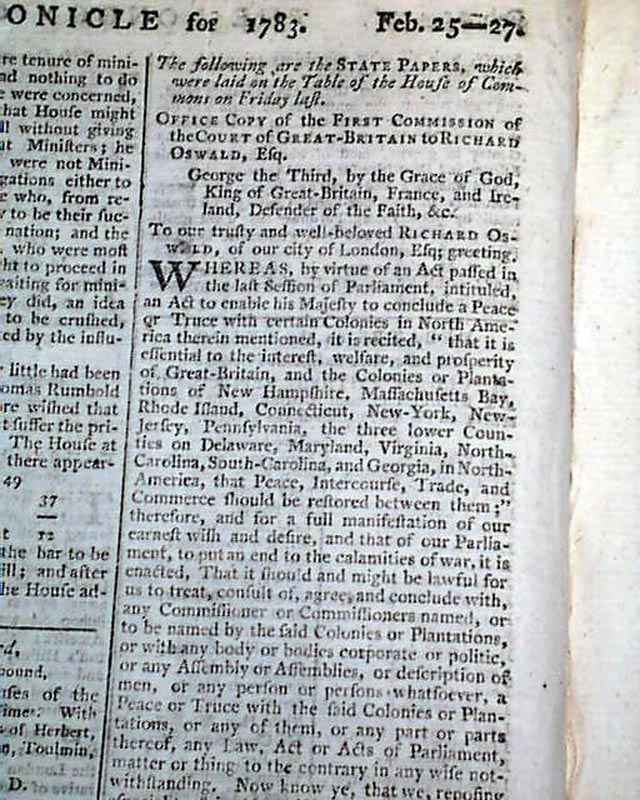 ONICLE for 1783. Feb. 25—27.
re tenure of mini-
nd nothing to do
e were concerned,
hat House might
ll without giving
ut Ministers; he
were not Mini-
gations either to
e who, from re-
y to be their suc-
nation; and the
who were most
ht to proceed in
vaiting for mini-
ey did, an idea
to be crushed,
ed by the influ-
little had been
omas Rumbold
re wished that
t suffer the pri-
The House at
there appear-
49
37
—
t 12
the bar to be
ill; and after
he House ad-
rd,
ound,
uses of the
Times. With
s of Herbert,
n, Toulmin,
D.
The following are the STATE PAPERS, which
were laid on the Table of the House of Com-
mons on Friday last.
OFFICE COPY of the FIRST COMMISSION of
the COURT of GREAT-BRITAIN to RICHARD
OSWALD, Esq.
George the Third, by the Grace of God,
King of Great-Britain, France, and Ire-
land, Defender of the Faith, &c.
To our trusty and well-beloved RICHARD OS-
WALD, of our city of London, Esq; greeting.
WHEREAS, by virtue of an Act passed in
the last Session of Parliament, intituled,
an Act to enable his Majesty to conclude a Peace
or Truce with certain Colonies in North Ame-
rica therein mentioned, it is recited, " that it is
essential to the interest, welfare, and prosperity
of Great-Britain, and the Colonies or Planta-
tions of New Hampshire, Massachusetts Bay,
Rhode Island, Connecticut, New-York, New-
Jersey, Pennsylvania, the three lower Coun-
ties on Delaware, Maryland, Virginia, North-
Carolina, South-Carolina, and Georgia, in North-
America, that Peace, Intercourse, Trade, and
Commerce should be restored between them;"
therefore, and for a full manifestation of our
earnest wish and desire, and that of our Parlia-
ment, to put an end to the calamities of war, it is
enacted, That it should and might be lawful for
us to treat, consult of, agree, and conclude with,
any Commissioner or Commissioners named, or
to be named by the said Colonies or Plantations,
or with any body or bodies corporate or politic,
or any Assembly or Assemblies, or description of
men, or any person or persons whatsoever, a
Peace or Truce with the said Colonies or Plan-
tations, or any of them, or any part or parts
thereof, any Law, Act or Acts of Parliament,
matter or thing to the contrary in any wise not-
withstanding. Now know ye, that we, reposing